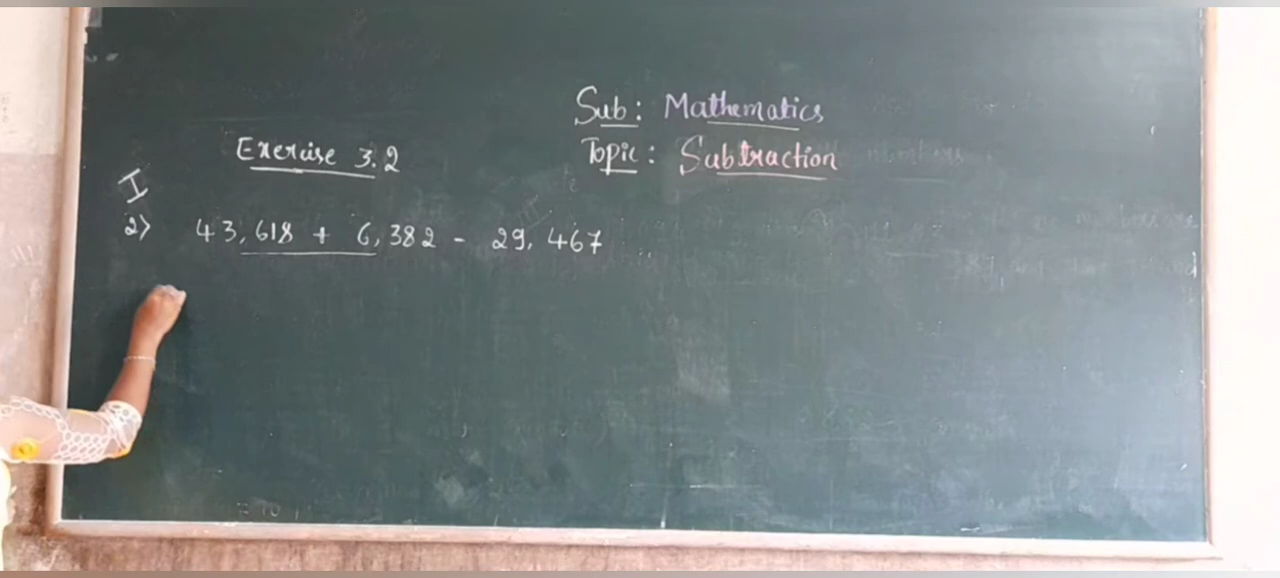 Sub: Mathematics
Topic: Subtraction
Exercise 3.2
I
2) 43,618 + 6,382 - 29,467